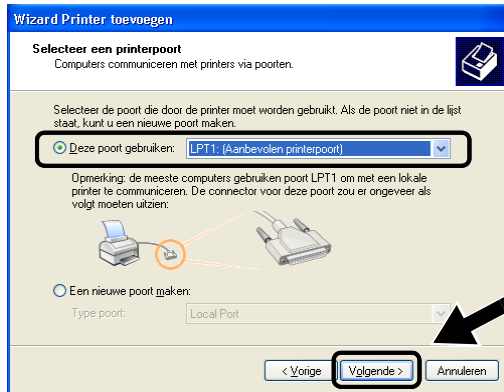 Wizard Printer toevoegen
Selecteer een printerpoort
Computers communiceren met printers via poorten.
Selecteer de poort die door de printer moet worden gebruikt. Als de poort niet in de lijst
staat, kunt u een nieuwe poort maken.
Deze poort gebruiken: LPT1: (Aanbevolen printerpoort)
Opmerking: de meeste computers gebruiken poort LPT1 om met een lokale
printer te communiceren. De connector voor deze poort zou er ongeveer als
volgt moeten uitzien:
Een nieuwe poort maken:
Type poort: Local Port
< Vorige Volgende > Annuleren